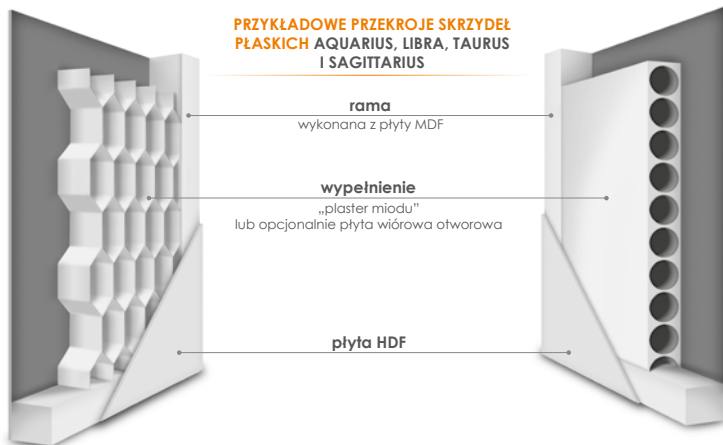 PRZYKŁADOWE PRZEKROJE SKRZYDEŁ
PŁASKICH AQUARIUS, LIBRA, TAURUS
I SAGITTARIUS
rama
wykonana z płyty MDF
wypełnienie
„plaster miodu”
lub opcjonalnie płyta wiórowa otworowa
płyta HDF